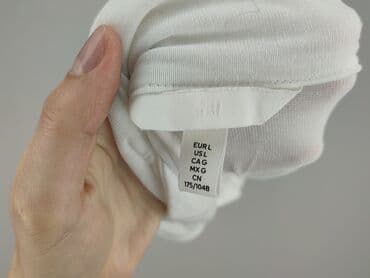 H&M
EUR L
US L
CA G
MX G
CN
175/104B